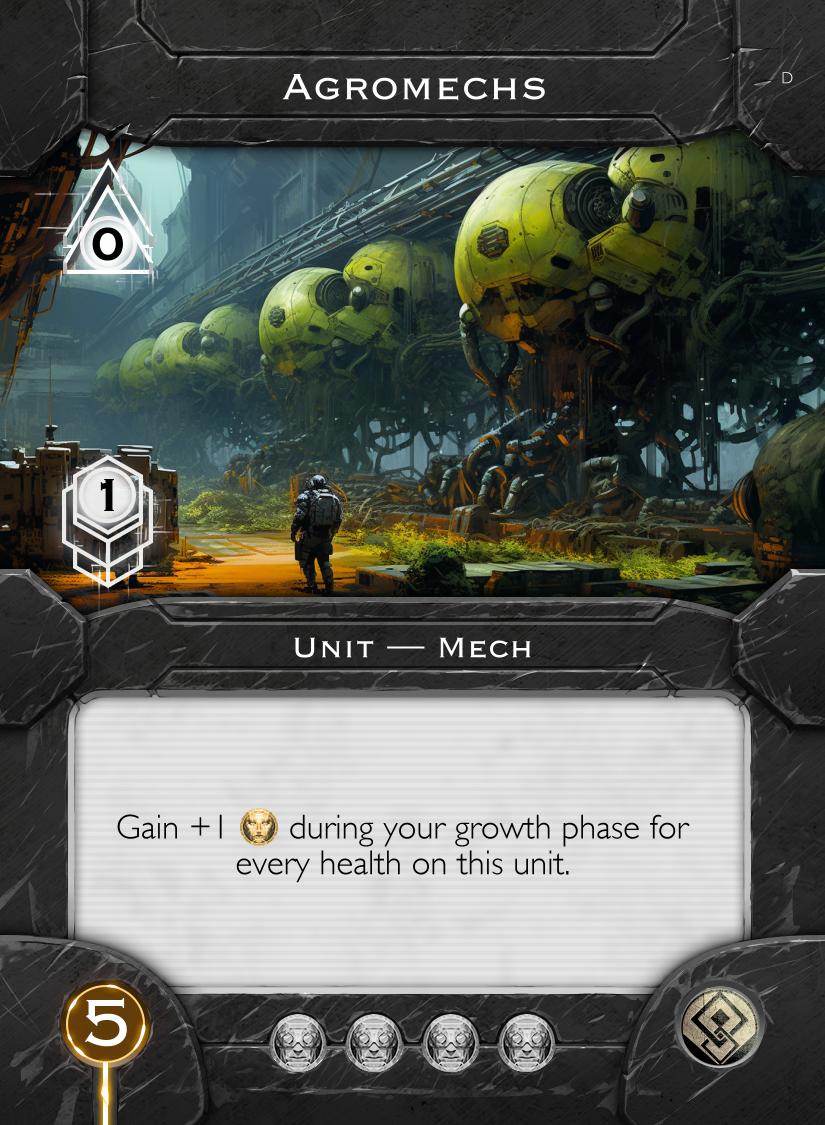 Agromechs
D
0
1
Unit — Mech
Gain +1 during your growth phase for
every health on this unit.
5